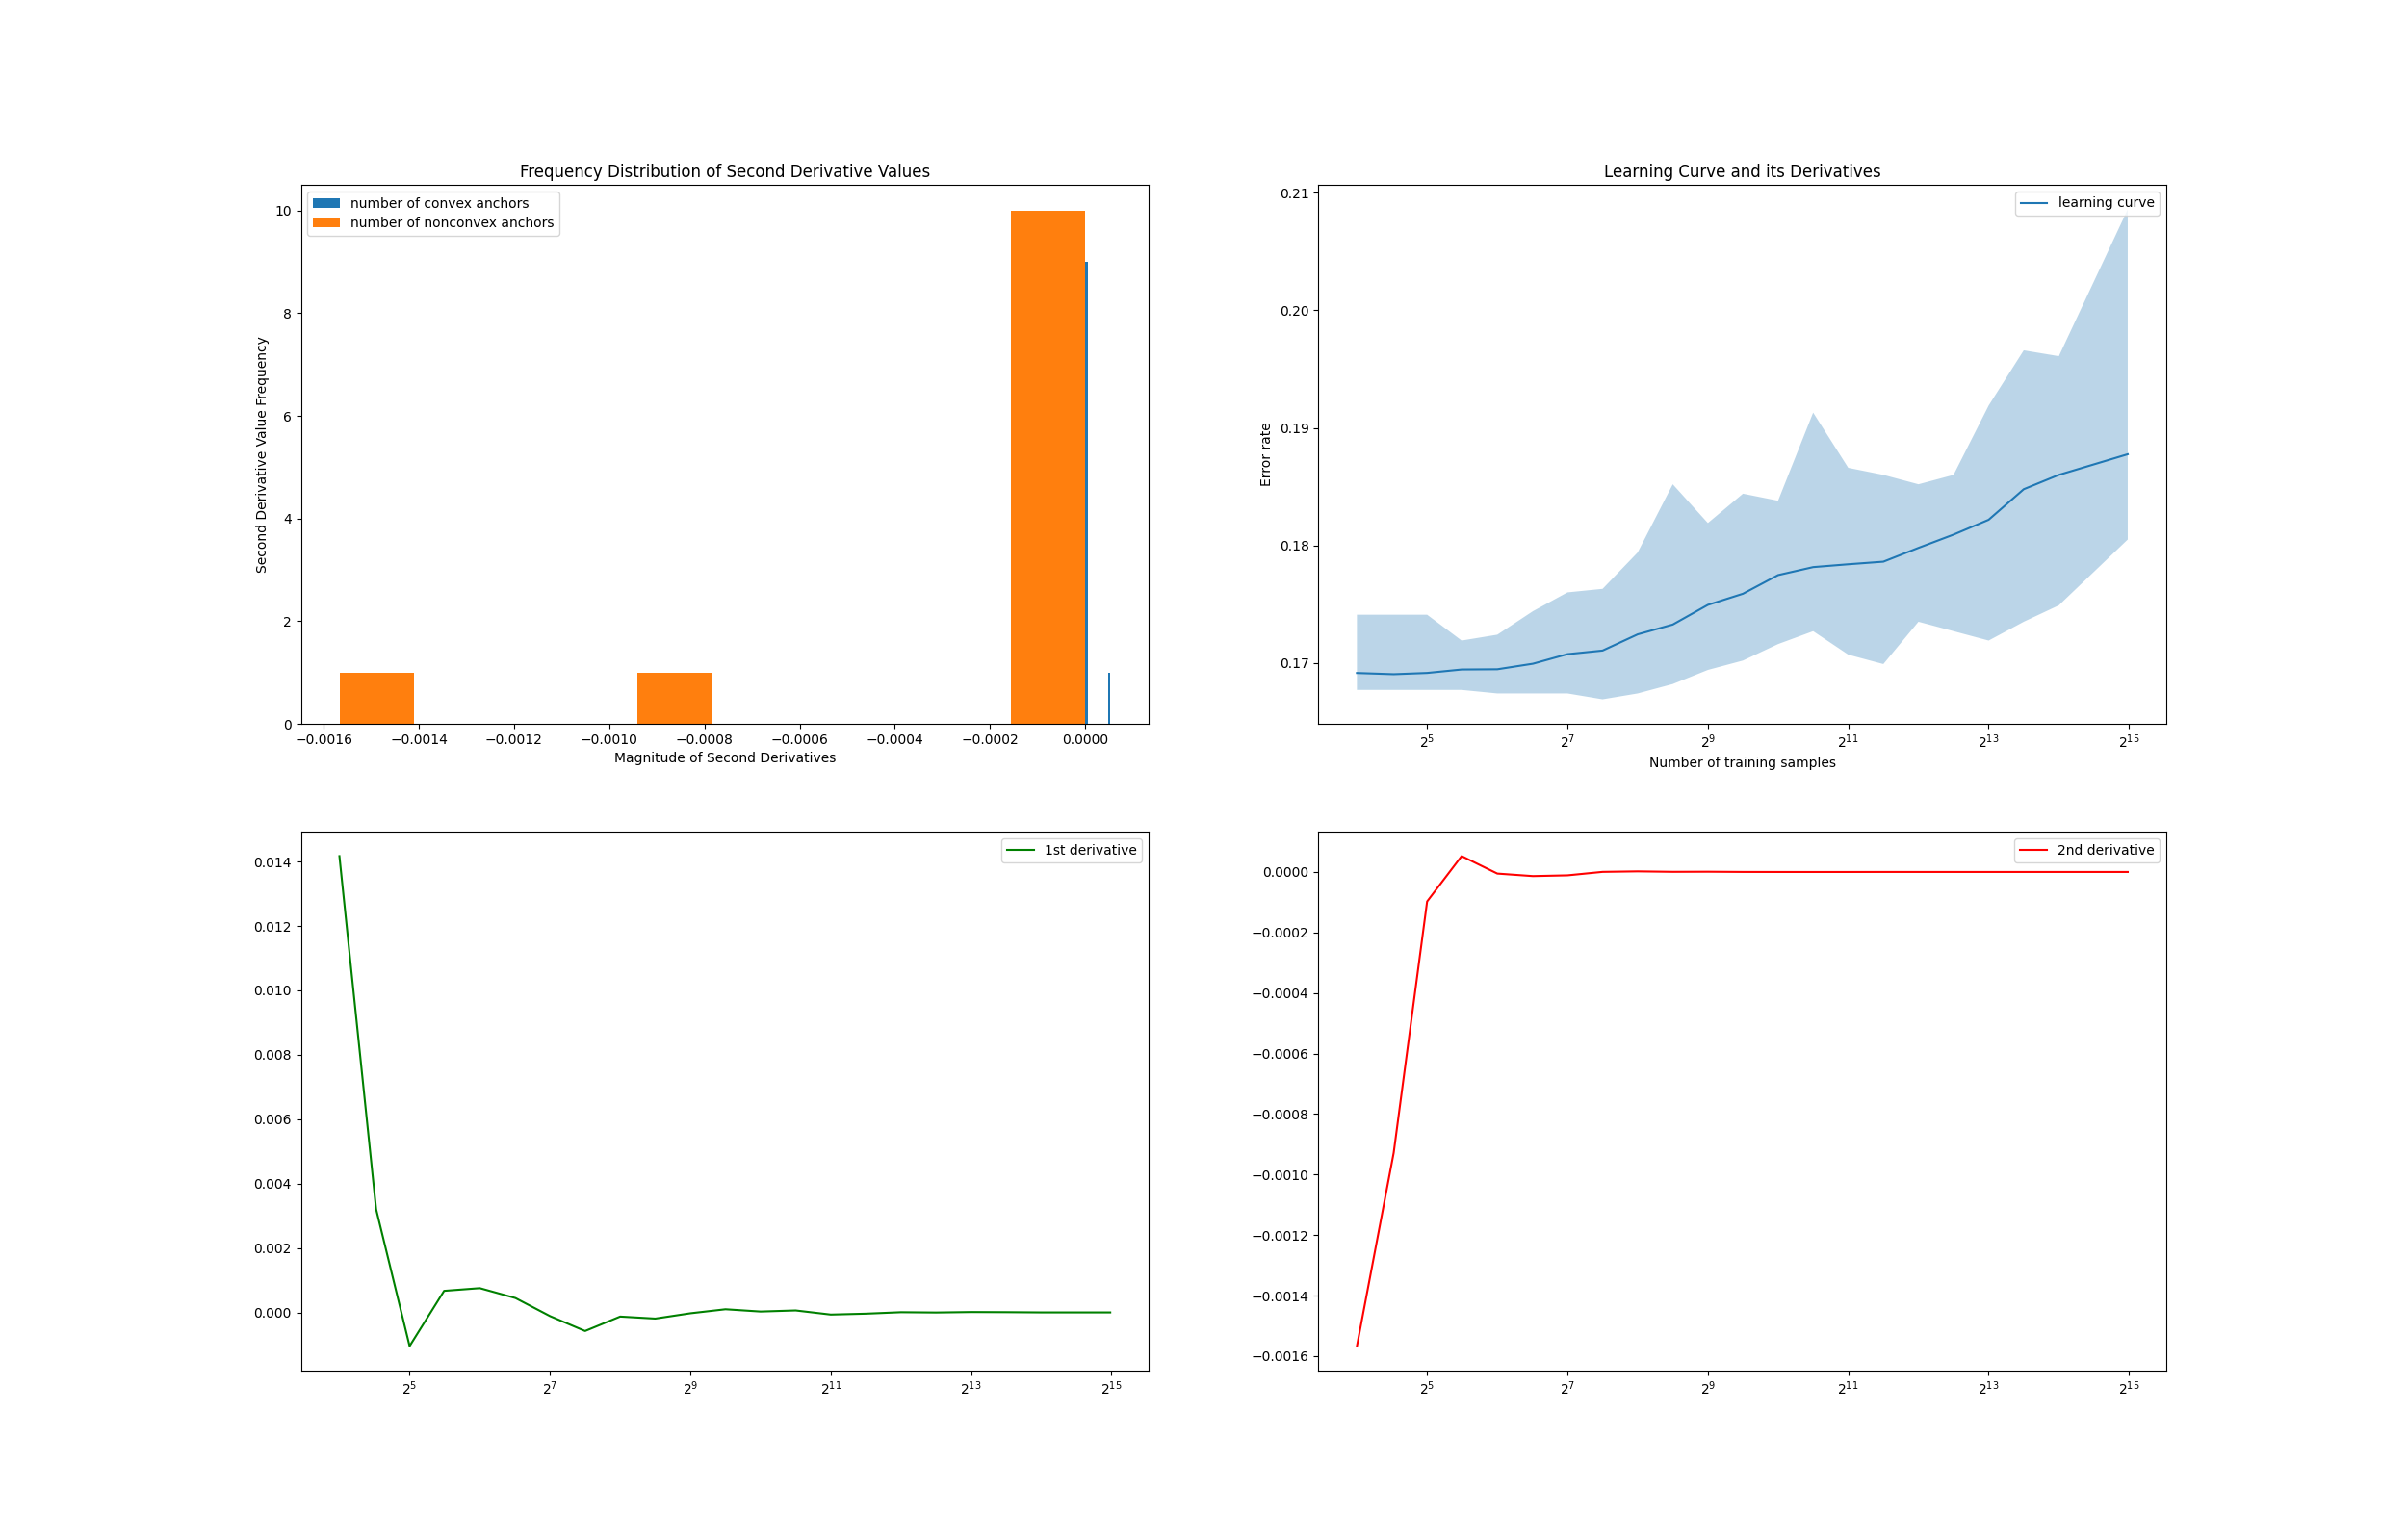 Frequency Distribution of Second Derivative Values
number of convex anchors
number of nonconvex anchors
10
8
6
4
2
0
Second Derivative Value Frequency
−0.0016 −0.0014 −0.0012 −0.0010 −0.0008 −0.0006 −0.0004 −0.0002 0.0000
Magnitude of Second Derivatives
Learning Curve and its Derivatives
learning curve
0.21
0.20
0.19
0.18
0.17
Error rate
2^5 2^7 2^9 2^11 2^13 2^15
Number of training samples
1st derivative
0.014
0.012
0.010
0.008
0.006
0.004
0.002
0.000
2^5 2^7 2^9 2^11 2^13 2^15
2nd derivative
0.0000
−0.0002
−0.0004
−0.0006
−0.0008
−0.0010
−0.0012
−0.0014
−0.0016
2^5 2^7 2^9 2^11 2^13 2^15